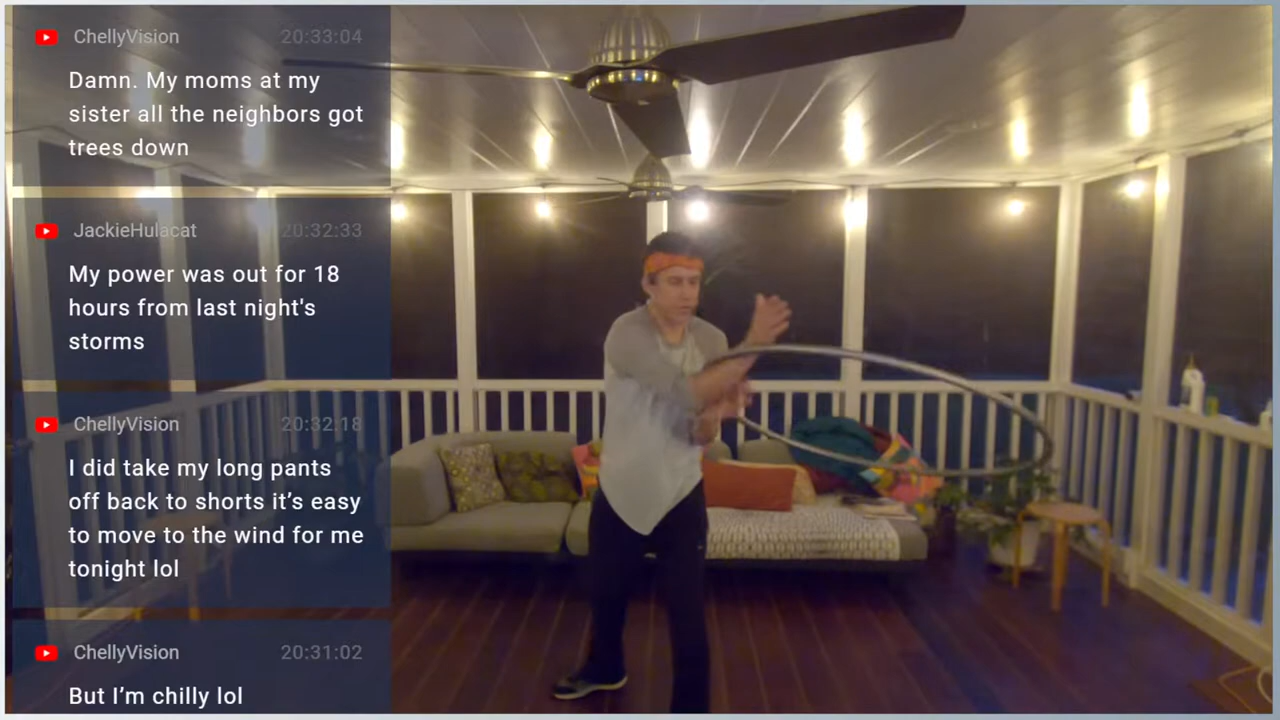 ChellyVision 20:33:04
Damn. My moms at my
sister all the neighbors got
trees down
JackieHulacat 20:32:33
My power was out for 18
hours from last night's
storms
ChellyVision 20:32:18
I did take my long pants
off back to shorts it’s easy
to move to the wind for me
tonight lol
ChellyVision 20:31:02
But I’m chilly lol